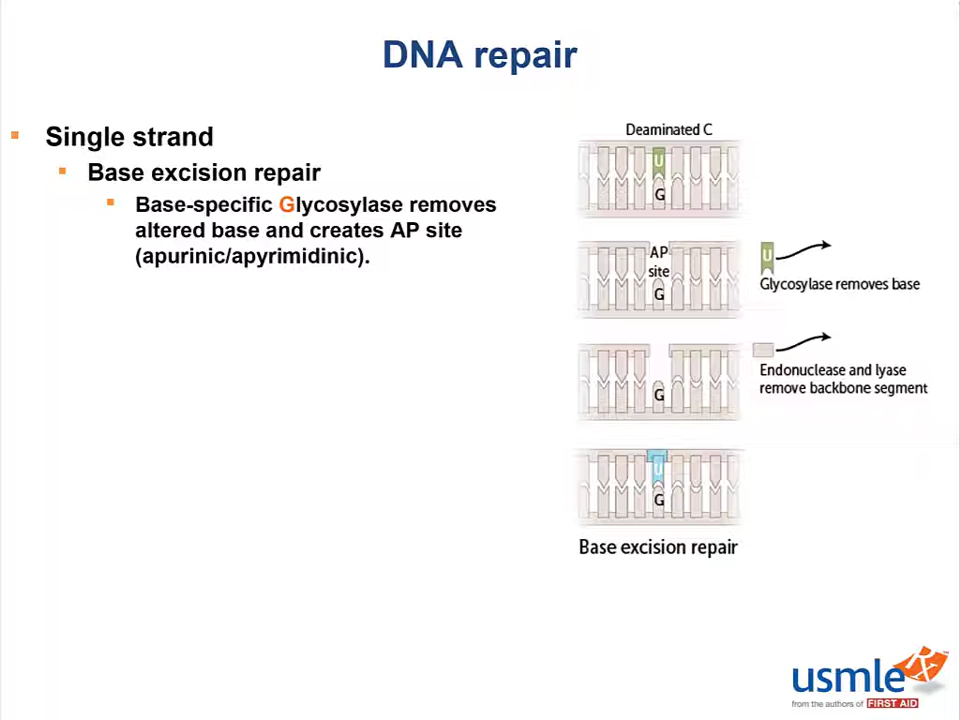 DNA repair
Single strand
Base excision repair
Base-specific Glycosylase removes
altered base and creates AP site
(apurinic/apyrimidinic).
Deaminated C
U
G
AP
site
G
U
Glycosylase removes base
G
Endonuclease and lyase
remove backbone segment
U
G
Base excision repair
usmle Rx
from the authors of FIRST AID